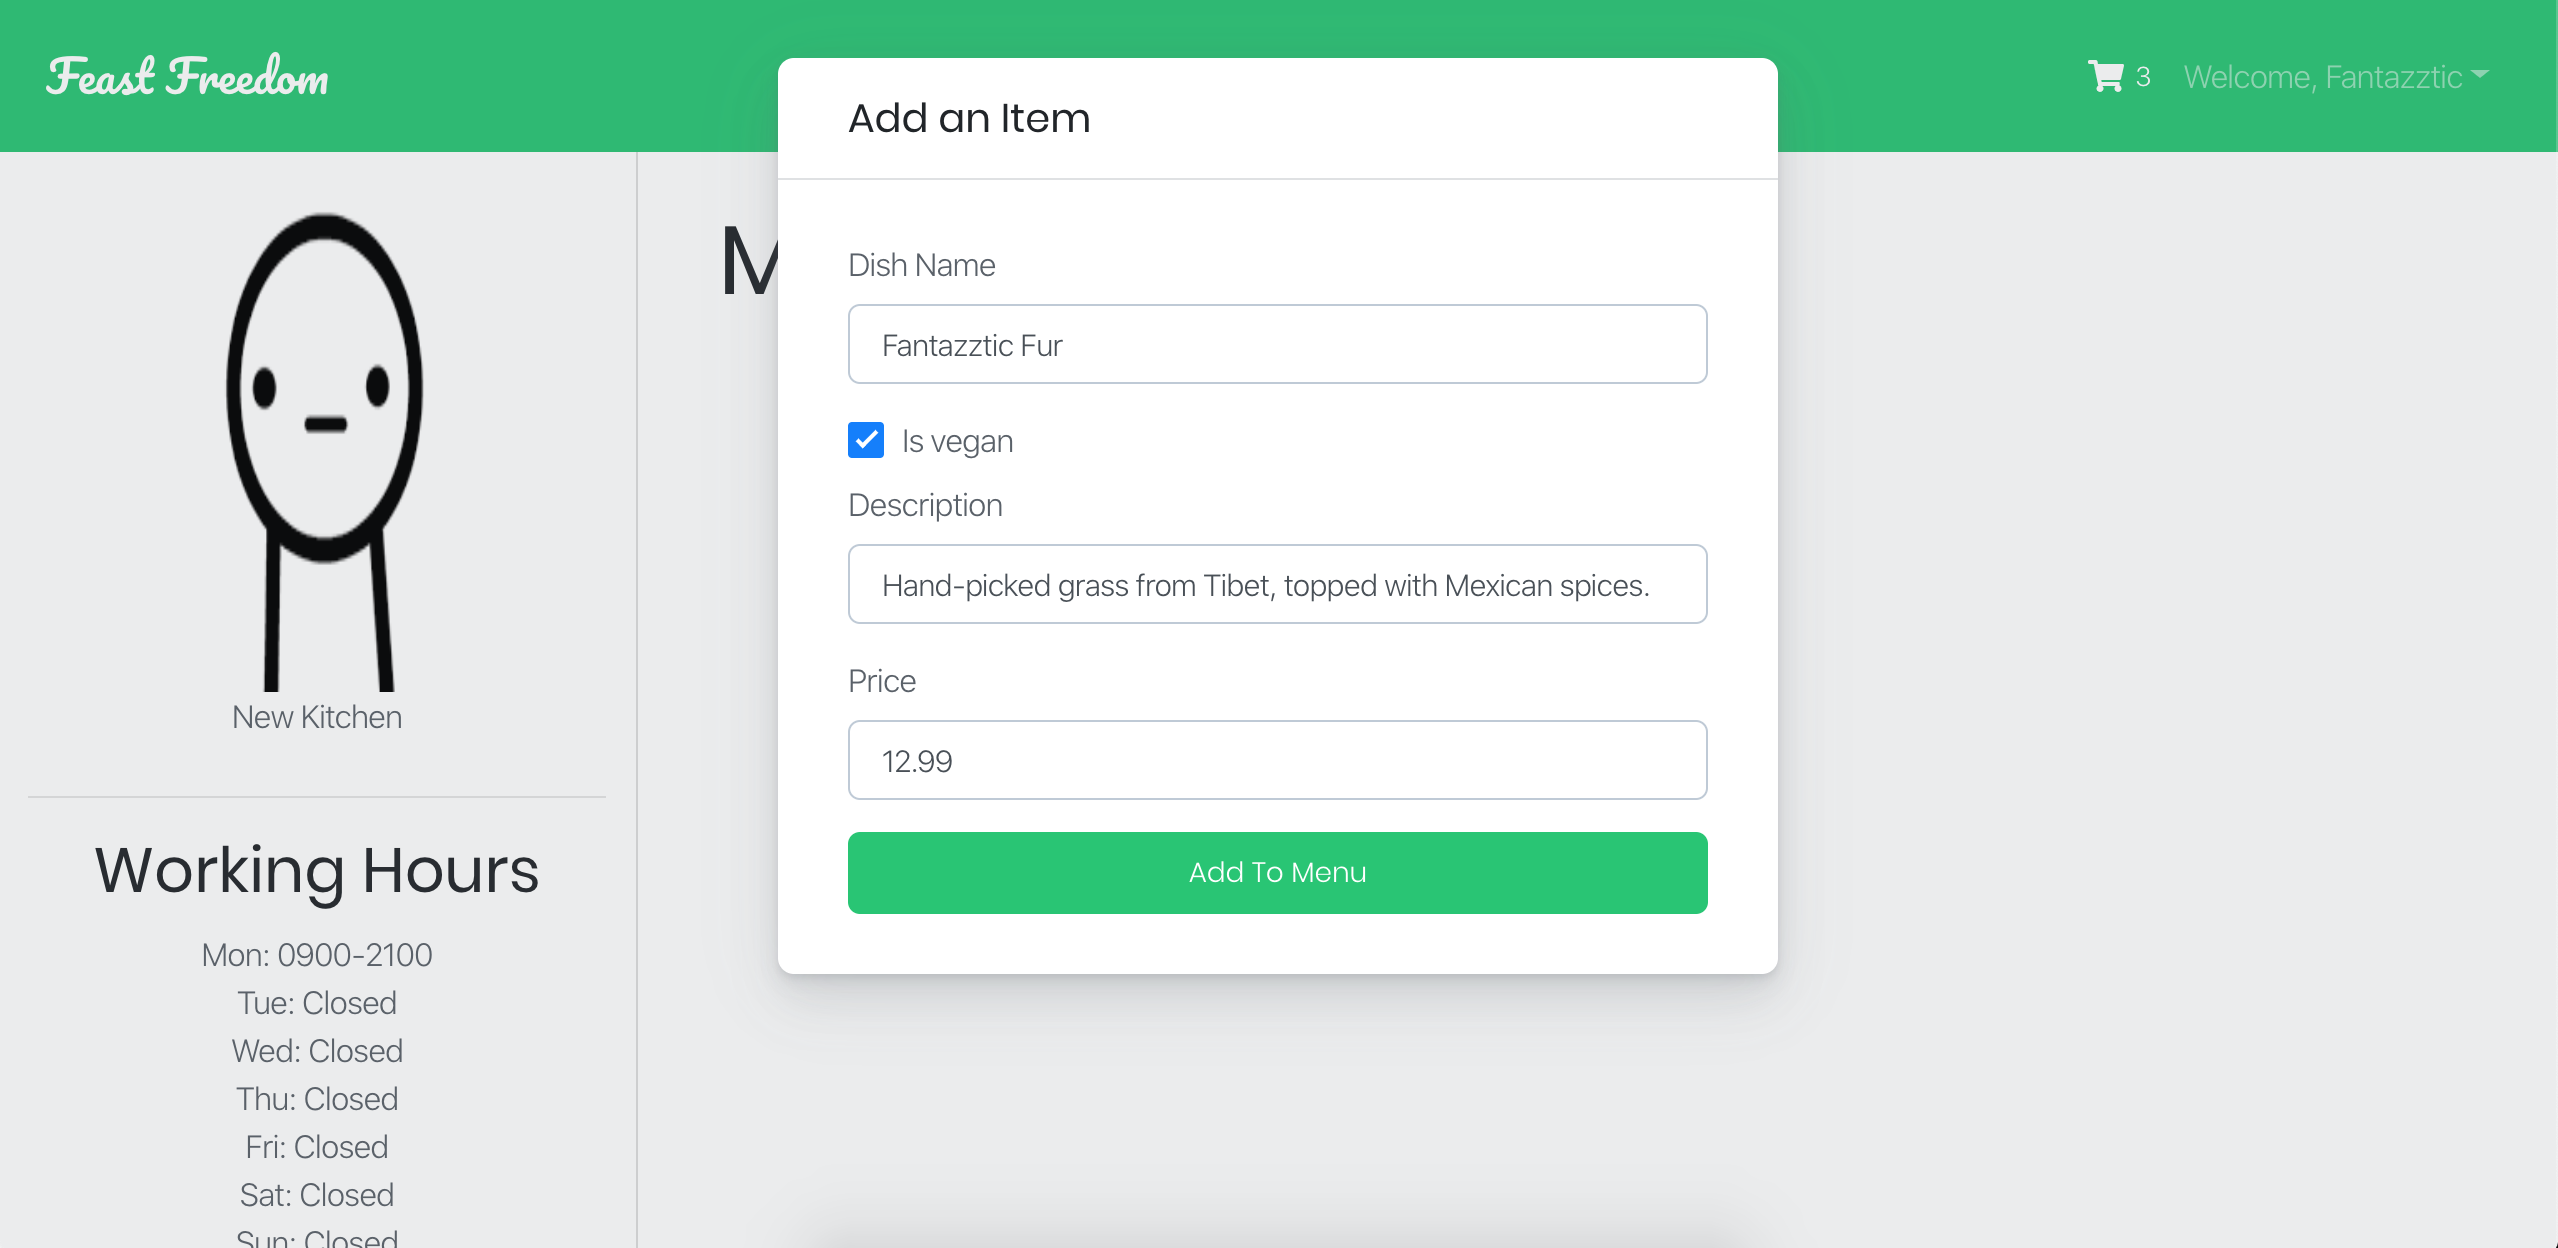 Feast Freedom
3
Welcome, Fantazztic
Add an Item
Dish Name
Fantazztic Fur
Is vegan
Description
Hand-picked grass from Tibet, topped with Mexican spices.
Price
12.99
Add To Menu
New Kitchen
Working Hours
Mon: 0900-2100
Tue: Closed
Wed: Closed
Thu: Closed
Fri: Closed
Sat: Closed
Sun: Closed